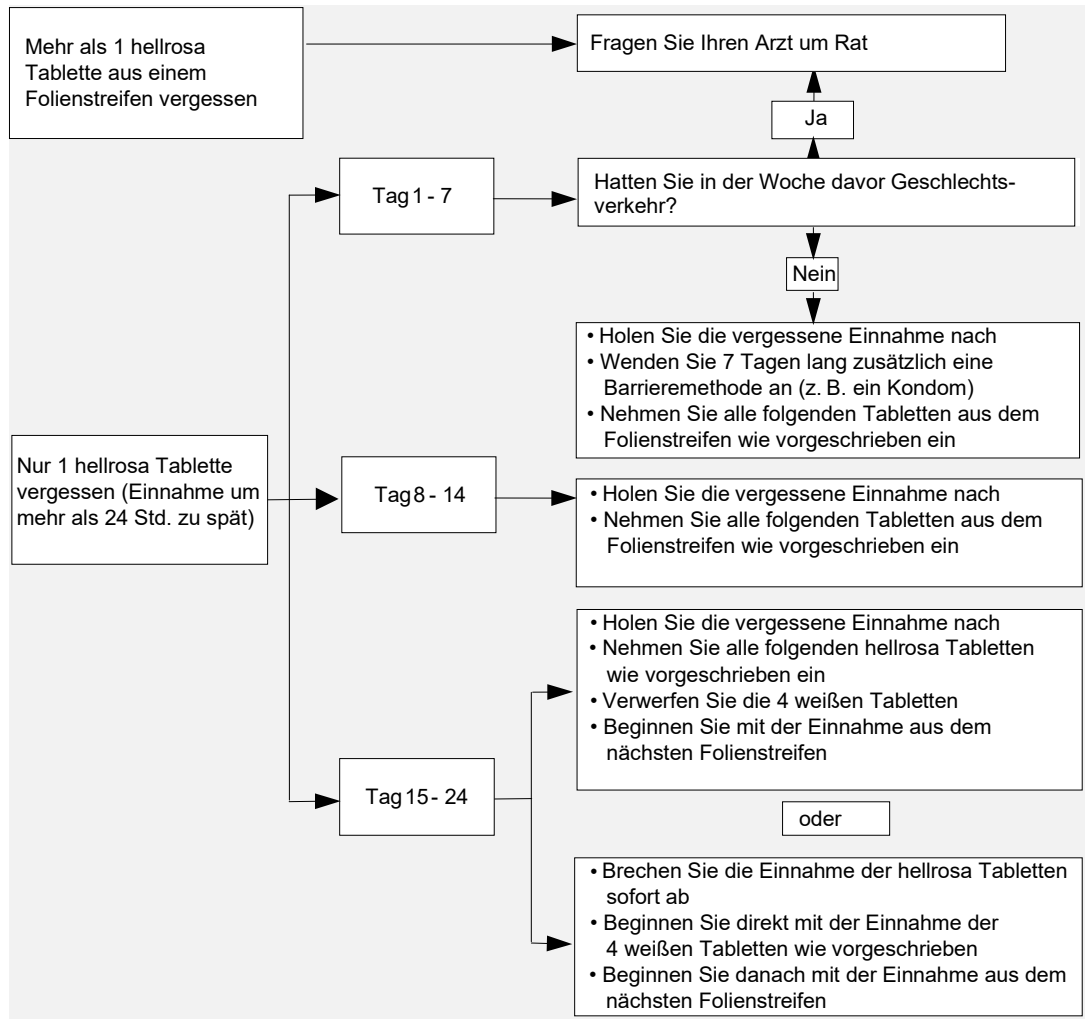 Mehr als 1 hellrosa
Tablette aus einem
Folienstreifen vergessen
Fragen Sie Ihren Arzt um Rat
Ja
Tag 1 - 7
Hatten Sie in der Woche davor Geschlechts-
verkehr?
Nein
• Holen Sie die vergessene Einnahme nach
• Wenden Sie 7 Tagen lang zusätzlich eine
Barrieremethode an (z. B. ein Kondom)
• Nehmen Sie alle folgenden Tabletten aus dem
Folienstreifen wie vorgeschrieben ein
Nur 1 hellrosa Tablette
vergessen (Einnahme um
mehr als 24 Std. zu spät)
Tag 8 - 14
• Holen Sie die vergessene Einnahme nach
• Nehmen Sie alle folgenden Tabletten aus dem
Folienstreifen wie vorgeschrieben ein
• Holen Sie die vergessene Einnahme nach
• Nehmen Sie alle folgenden hellrosa Tabletten
wie vorgeschrieben ein
• Verwerfen Sie die 4 weißen Tabletten
• Beginnen Sie mit der Einnahme aus dem
nächsten Folienstreifen
Tag 15 - 24
oder
• Brechen Sie die Einnahme der hellrosa Tabletten
sofort ab
• Beginnen Sie direkt mit der Einnahme der
4 weißen Tabletten wie vorgeschrieben
• Beginnen Sie danach mit der Einnahme aus dem
nächsten Folienstreifen